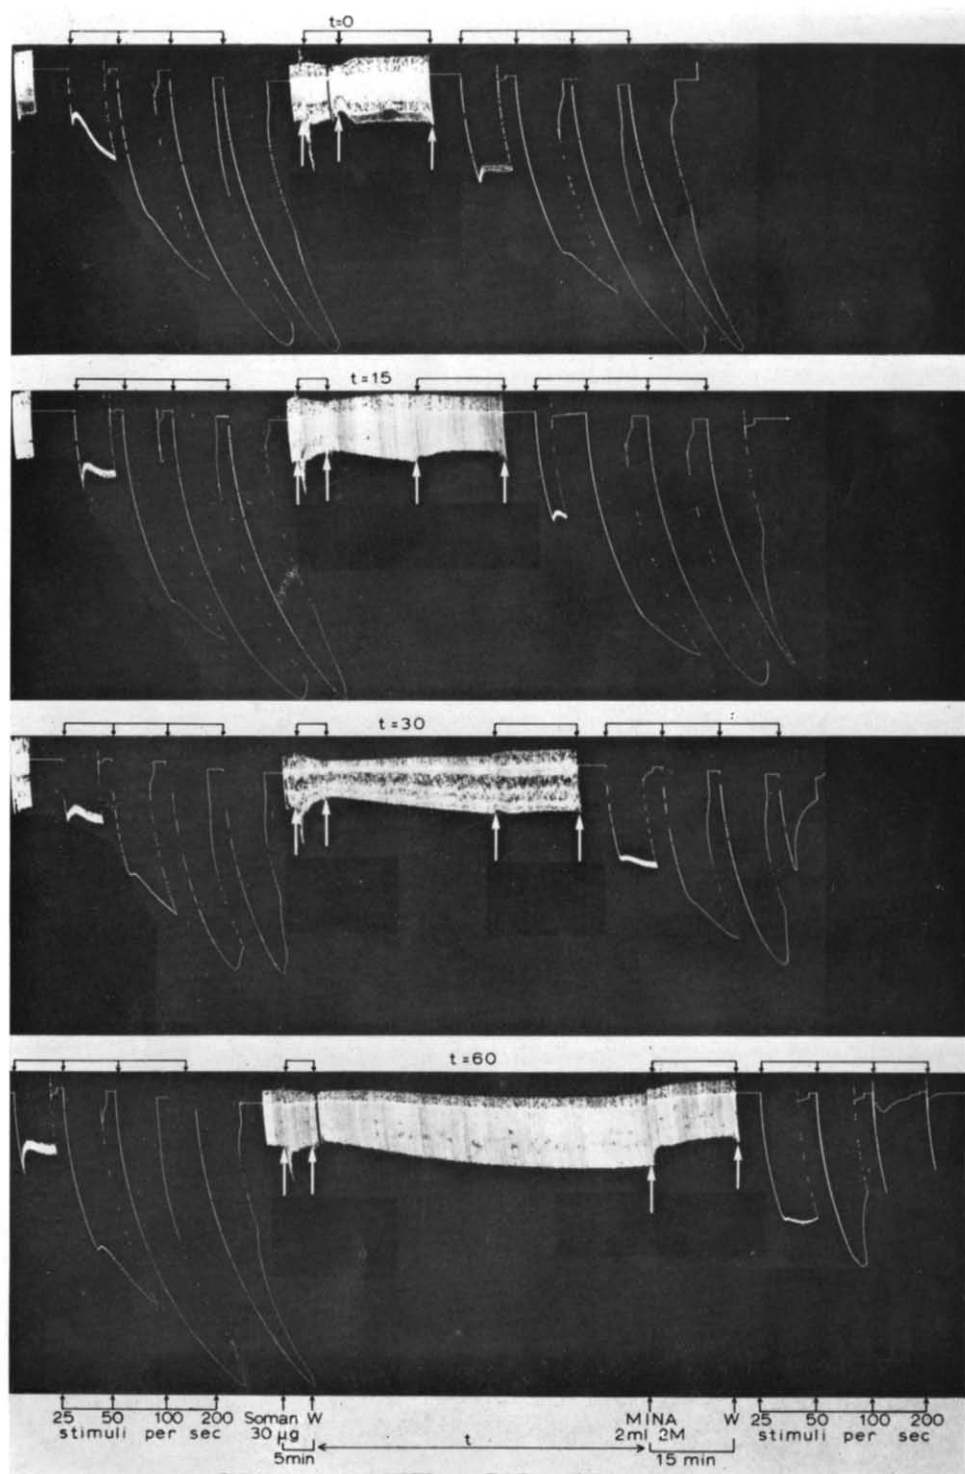 t=0
t=15
t=30
t=60
25 50 100 200 Soman W MINA W 25 50 100 200
stimuli per sec 30 µg t 2ml 2M stimuli per sec
5min 15 min